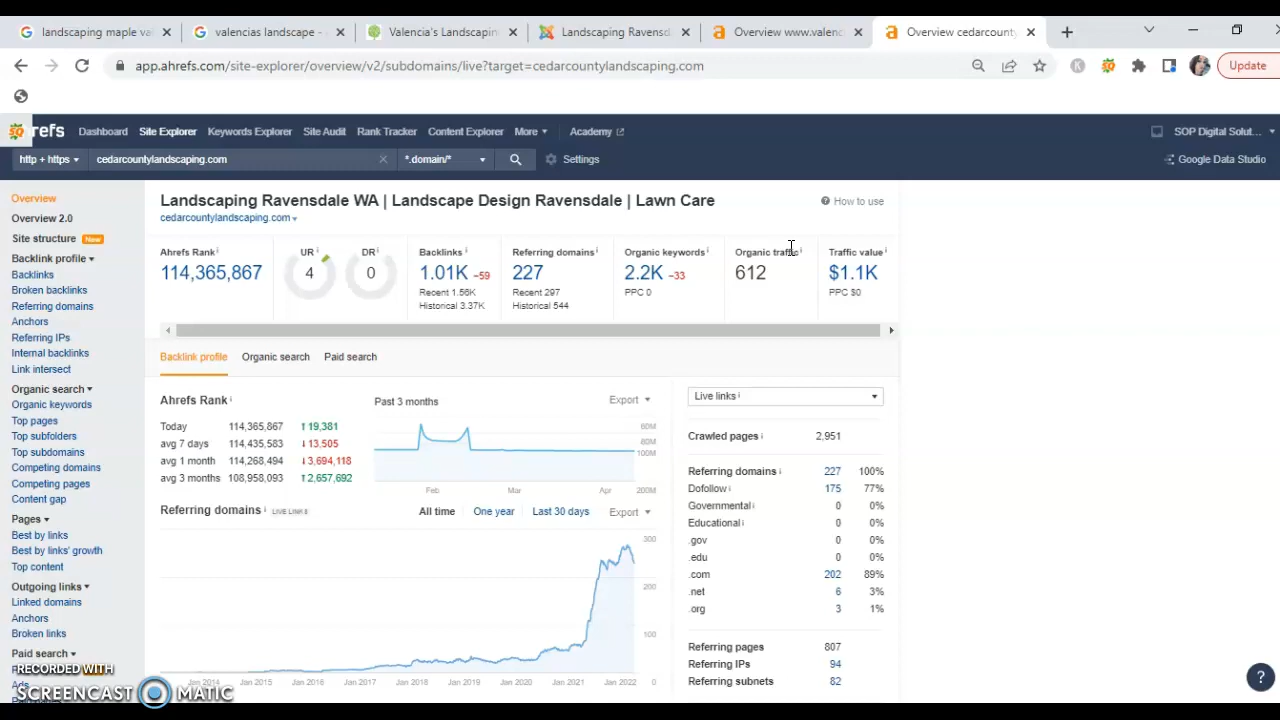 landscaping maple va
valencias landscape -
Valencia's Landscapin
Landscaping Ravensd
Overview www.valenc
Overview cedarcounty
app.ahrefs.com/site-explorer/overview/v2/subdomains/live?target=cedarcountylandscaping.com
Update
refs Dashboard Site Explorer Keywords Explorer Site Audit Rank Tracker Content Explorer More Academy
SOP Digital Solut...
http + https cedarcountylandscaping.com *.domain/* Settings
Google Data Studio
Overview
Overview 2.0
Site structure New
Backlink profile
Backlinks
Broken backlinks
Referring domains
Anchors
Referring IPs
Internal backlinks
Link intersect
Organic search
Organic keywords
Top pages
Top subfolders
Top subdomains
Competing domains
Competing pages
Content gap
Pages
Best by links
Best by links' growth
Top content
Outgoing links
Linked domains
Anchors
Broken links
Paid search
Ads
Landscaping Ravensdale WA | Landscape Design Ravensdale | Lawn Care
How to use
cedarcountylandscaping.com
Ahrefs Rank
114,365,867
UR
4
DR
0
Backlinks
1.01K -59
Recent 1.56K
Historical 3.37K
Referring domains
227
Recent 297
Historical 544
Organic keywords
2.2K -33
PPC 0
Organic traffic
612
Traffic value
$1.1K
PPC $0
Backlink profile Organic search Paid search
Ahrefs Rank
Today 114,365,867 ↑19,381
avg 7 days 114,435,583 ↓13,505
avg 1 month 114,268,494 ↓3,694,118
avg 3 months 108,958,093 ↑2,657,692
Past 3 months Export
60M
80M
100M
200M
Feb Mar Apr
Referring domains LIVE LINKS
All time One year Last 30 days Export
300
200
100
0
Jan 2014 Jan 2015 Jan 2016 Jan 2017 Jan 2018 Jan 2019 Jan 2020 Jan 2021 Jan 2022
Live links
Crawled pages 2,951
Referring domains 227 100%
Dofollow 175 77%
Governmental 0 0%
Educational 0 0%
.gov 0 0%
.edu 0 0%
.com 202 89%
.net 6 3%
.org 3 1%
Referring pages 807
Referring IPs 94
Referring subnets 82
?
RECORDED WITH
SCREENCAST MATIC